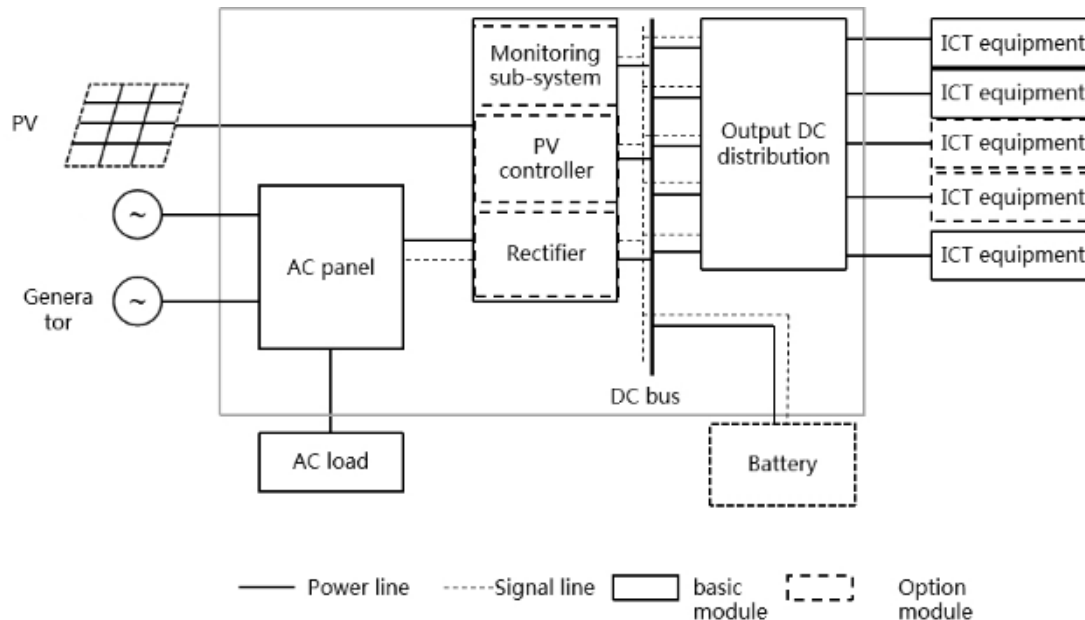 Monitoring
sub-system
PV
PV
controller
Rectifier
Output DC
distribution
ICT equipment
ICT equipment
ICT equipment
ICT equipment
ICT equipment
~
~
Genera
tor
AC panel
DC bus
AC load
Battery
Power line
Signal line
basic
module
Option
module